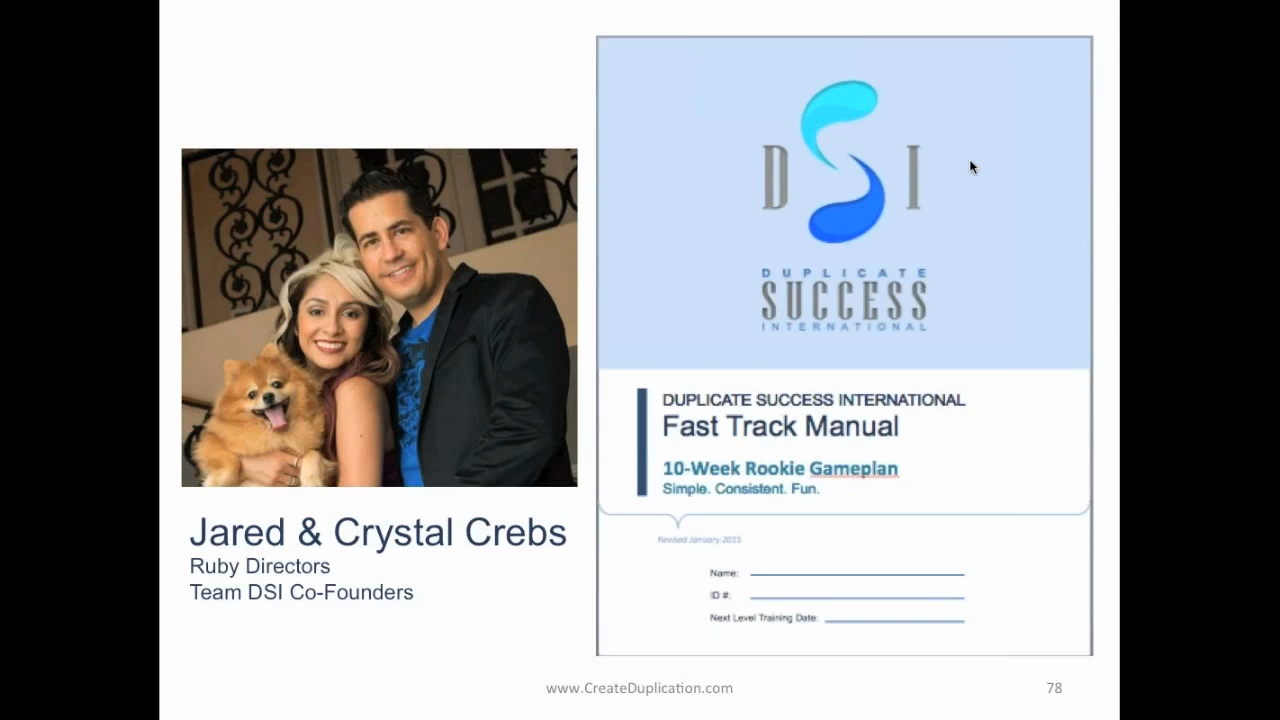 D S I
DUPLICATE
SUCCESS
INTERNATIONAL
DUPLICATE SUCCESS INTERNATIONAL
Fast Track Manual
10-Week Rookie Gameplan
Simple. Consistent. Fun.
Revised January 2015
Name:
ID #:
Next Level Training Date:
Jared & Crystal Crebs
Ruby Directors
Team DSI Co-Founders
www.CreateDuplication.com
78